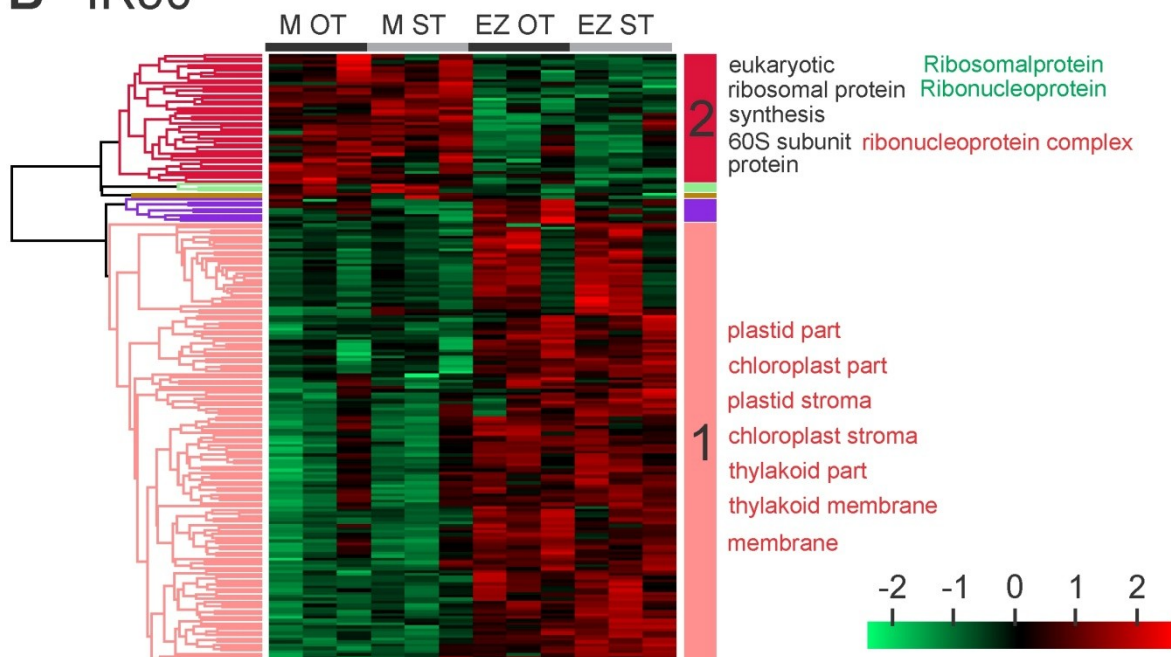 M OT M ST EZ OT EZ ST
2
eukaryotic
ribosomal protein
synthesis
60S subunit
protein
Ribosomalprotein
Ribonucleoprotein
ribonucleoprotein complex
1
plastid part
chloroplast part
plastid stroma
chloroplast stroma
thylakoid part
thylakoid membrane
membrane
-2 -1 0 1 2